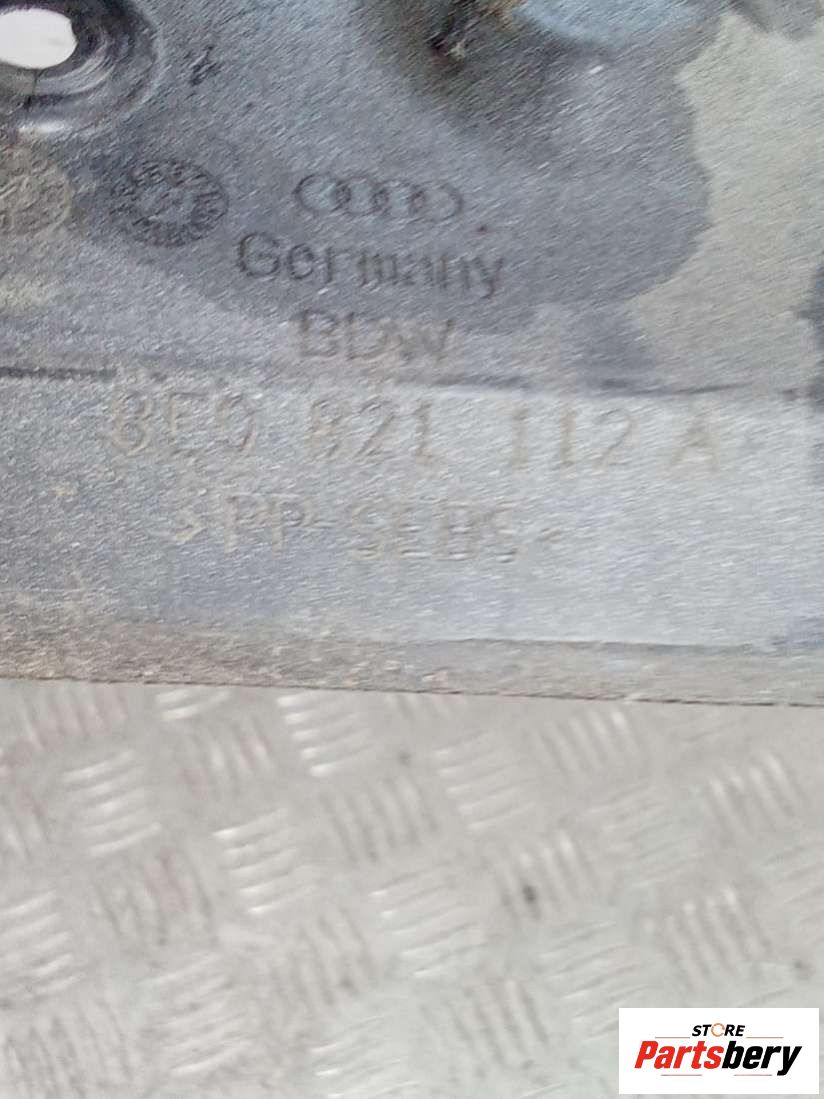 Germany
BDW
8E0 821 112 A
>PP-SEBS<
STORE
Partsbery